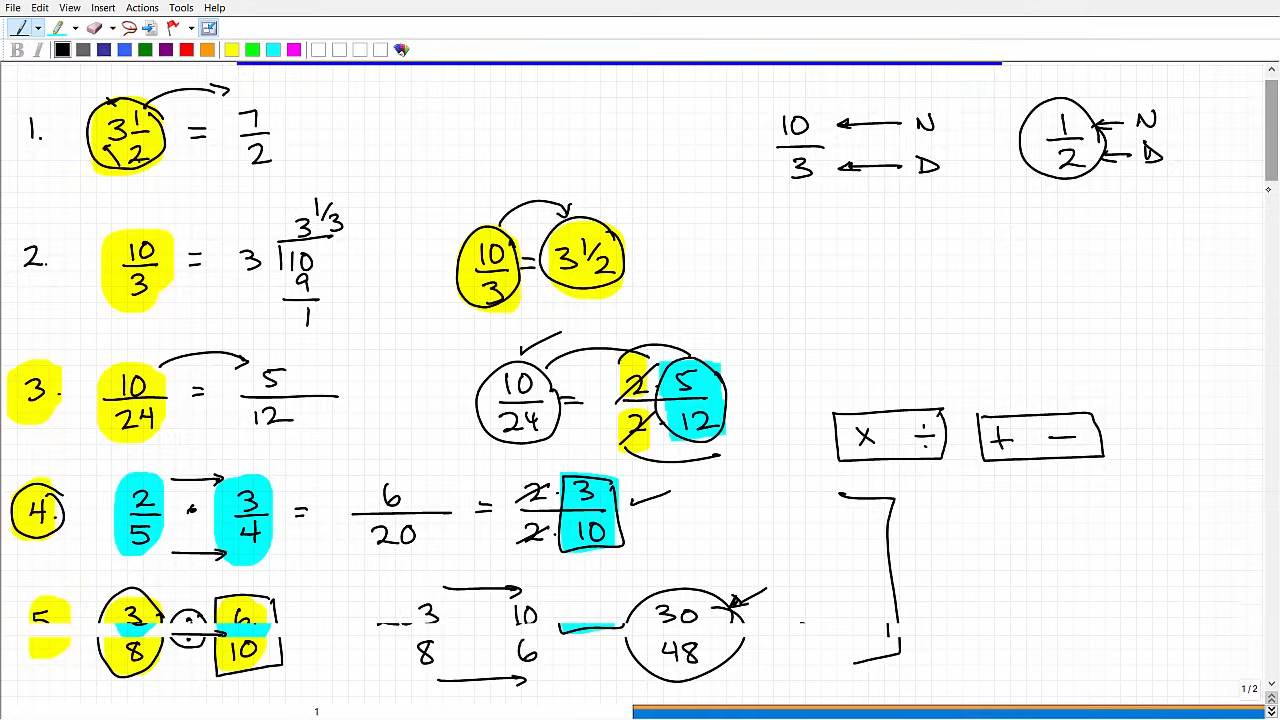 File Edit View Insert Actions Tools Help
B I
1. 3 1/2 = 7/2
10/3 ← N ← D
1/2 ← N ← D
2. 10/3 = 3 ⟌10 3 1/3
9
1
10/3 = 3 1/2
3. 10/24 = 5/12
10/24 = 2·5/2·12
× ÷ + −
4. 2/5 · 3/4 = 6/20 = 2·3/2·10
5 3/8 ÷ 6/10
3 10 30
8 6 48
1/2
1